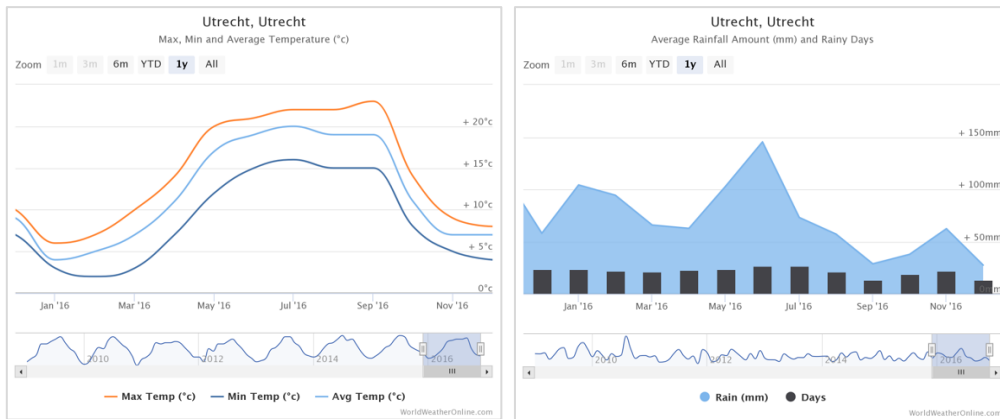 Utrecht, Utrecht
Max, Min and Average Temperature (°c)
Zoom 1m 3m 6m YTD 1y All
+ 20°c
+ 15°c
+ 10°c
+ 5°c
0°c
Jan '16 Mar '16 May '16 Jul '16 Sep '16 Nov '16
2010 2012 2014 2016
Max Temp (°c) Min Temp (°c) Avg Temp (°c)
WorldWeatherOnline.com
Utrecht, Utrecht
Average Rainfall Amount (mm) and Rainy Days
Zoom 1m 3m 6m YTD 1y All
+ 150mm
+ 100mm
+ 50mm
0mm
Jan '16 Mar '16 May '16 Jul '16 Sep '16 Nov '16
2010 2012 2014 2016
Rain (mm) Days
WorldWeatherOnline.com